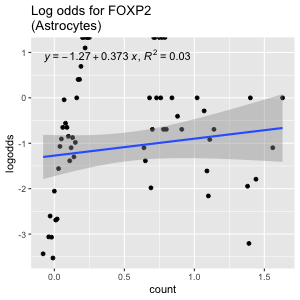 Log odds for FOXP2
(Astrocytes)
y = −1.27 + 0.373 x, R² = 0.03
logodds
1
0
-1
-2
-3
0.0 0.5 1.0 1.5
count